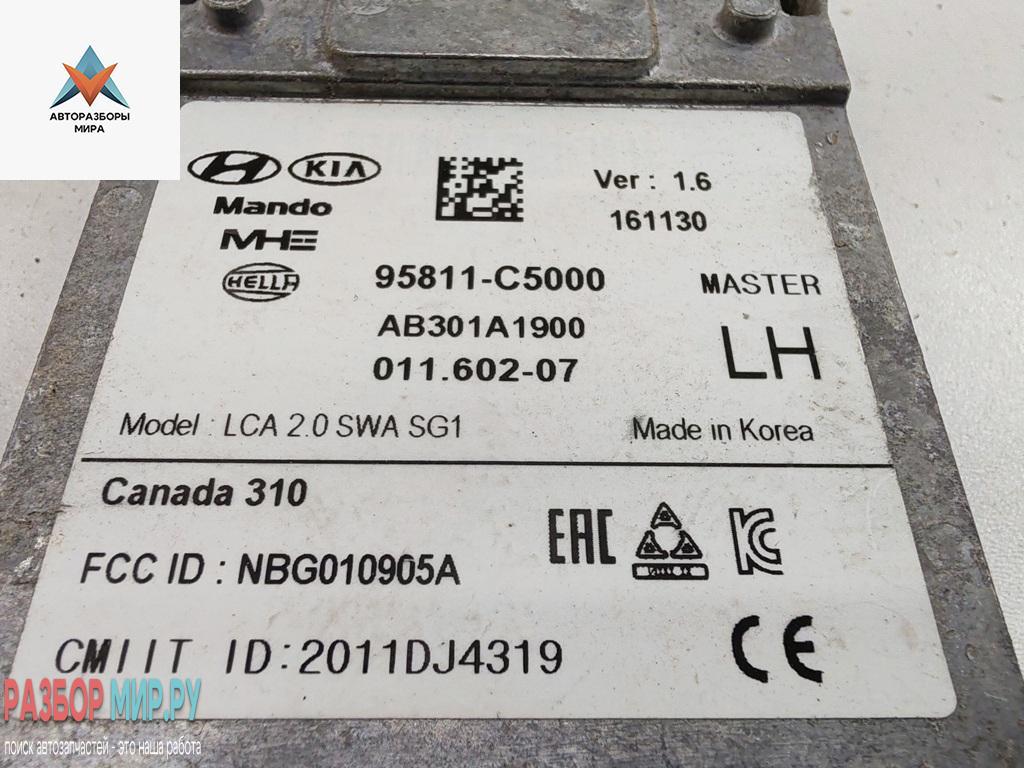 АВТОРАЗБОРЫ
МИРА
KIA
Mando
MHE
HELLA
Ver : 1.6
161130
95811-C5000
MASTER
AB301A1900
LH
011.602-07
Model : LCA 2.0 SWA SG1
Made in Korea
Canada 310
EAC
FCC ID : NBG010905A
CMIIT ID:2011DJ4319
CE
РАЗБОРМИР.РУ
поиск автозапчастей - это наша работа